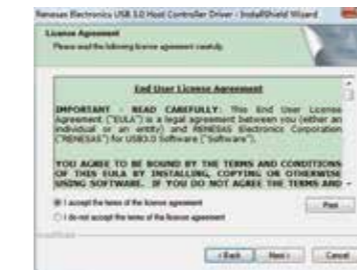 Renesas Electronics USB 3.0 Host Controller Driver - InstallShield Wizard
License Agreement
Please read the following license agreement carefully.
End User License Agreement
IMPORTANT - READ CAREFULLY: This End User License
Agreement ("EULA") is a legal agreement between you (either an
individual or an entity) and RENESAS Electronics Corporation
("RENESAS") for USB3.0 Software ("Software").
YOU AGREE TO BE BOUND BY THE TERMS AND CONDITIONS
OF THIS EULA BY INSTALLING, COPYING OR OTHERWISE
USING SOFTWARE. IF YOU DO NOT AGREE THE TERMS AND
I accept the terms of the license agreement
Print
I do not accept the terms of the license agreement
InstallShield
< Back
Next >
Cancel